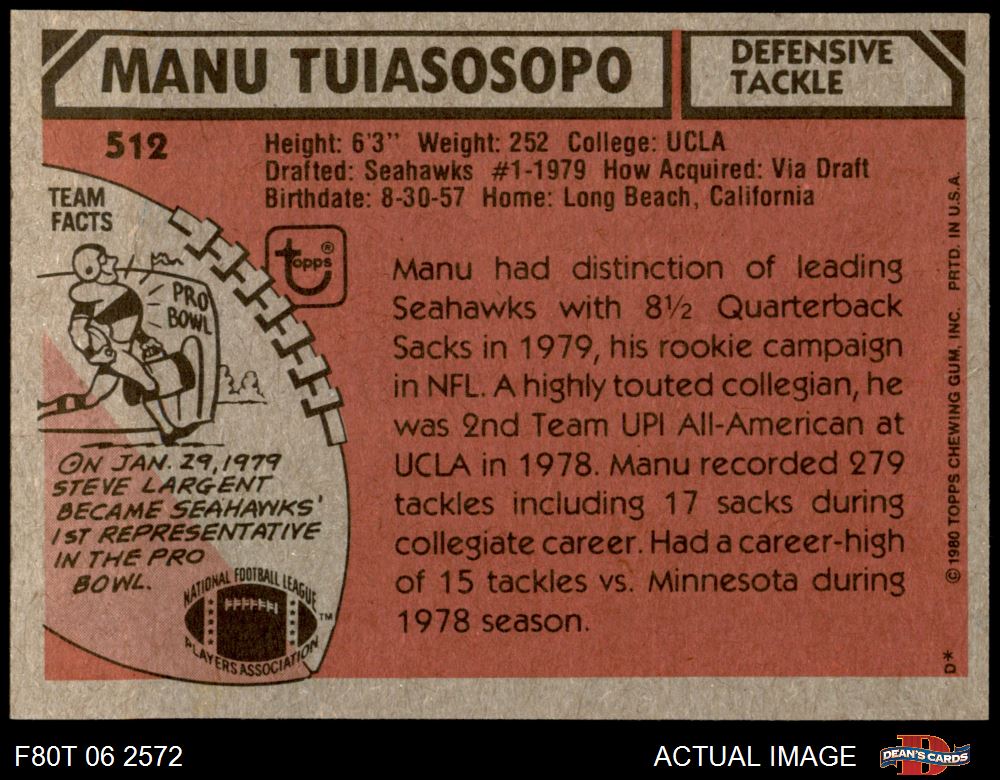 MANU TUIASOSOPO
DEFENSIVE
TACKLE
512
Height: 6'3" Weight: 252 College: UCLA
Drafted: Seahawks #1-1979 How Acquired: Via Draft
Birthdate: 8-30-57 Home: Long Beach, California
TEAM
FACTS
PRO
BOWL
topps®
ON JAN. 29, 1979
STEVE LARGENT
BECAME SEAHAWKS'
1ST REPRESENTATIVE
IN THE PRO
BOWL.
NATIONAL FOOTBALL LEAGUE
PLAYERS ASSOCIATION
TM
Manu had distinction of leading
Seahawks with 8½ Quarterback
Sacks in 1979, his rookie campaign
in NFL. A highly touted collegian, he
was 2nd Team UPI All-American at
UCLA in 1978. Manu recorded 279
tackles including 17 sacks during
collegiate career. Had a career-high
of 15 tackles vs. Minnesota during
1978 season.
© 1980 TOPPS CHEWING GUM, INC. PRTD. IN U.S.A.
D*
F80T 06 2572
ACTUAL IMAGE
DEAN'S CARDS